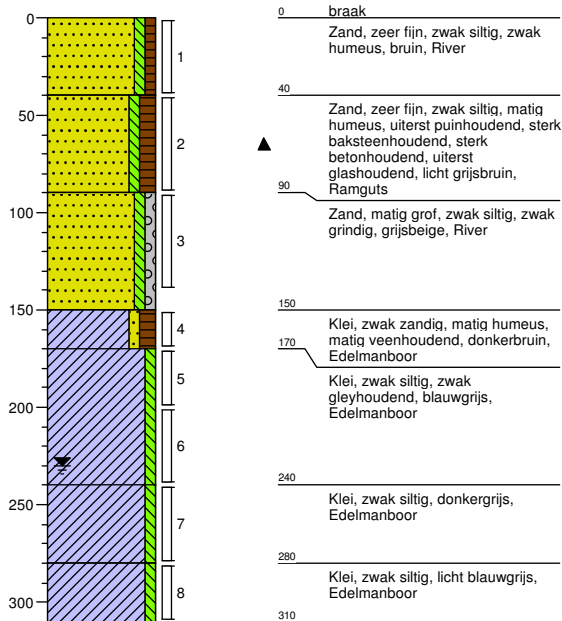 0
50
100
150
200
250
300
1
2
3
4
5
6
7
8
0 braak
Zand, zeer fijn, zwak siltig, zwak
humeus, bruin, River
40
Zand, zeer fijn, zwak siltig, matig
humeus, uiterst puinhoudend, sterk
baksteenhoudend, sterk
betonhoudend, uiterst
glashoudend, licht grijsbruin,
Ramguts
90
Zand, matig grof, zwak siltig, zwak
grindig, grijsbeige, River
150
Klei, zwak zandig, matig humeus,
matig veenhoudend, donkerbruin,
Edelmanboor
170
Klei, zwak siltig, zwak
gleyhoudend, blauwgrijs,
Edelmanboor
240
Klei, zwak siltig, donkergrijs,
Edelmanboor
280
Klei, zwak siltig, licht blauwgrijs,
Edelmanboor
310